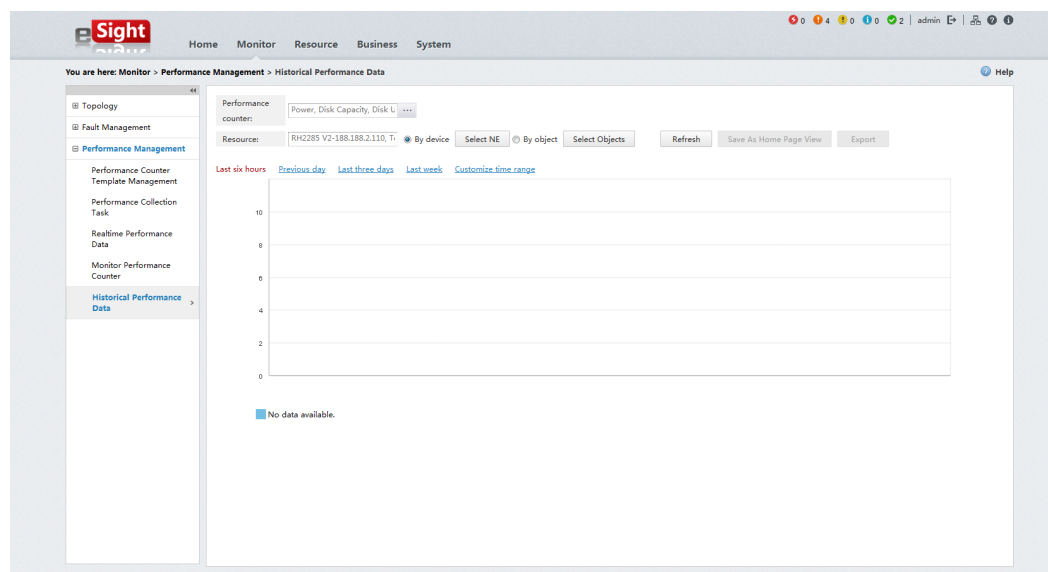 eSight
0 4 0 0 2 | admin
Home Monitor Resource Business System
You are here: Monitor > Performance Management > Historical Performance Data
Help
Topology
Fault Management
Performance Management
Performance Counter
Template Management
Performance Collection
Task
Realtime Performance
Data
Monitor Performance
Counter
Historical Performance
Data
Performance
counter:
Power, Disk Capacity, Disk U ...
Resource: RH2285 V2-188.188.2.110, T By device Select NE By object Select Objects Refresh Save As Home Page View Export
Last six hours Previous day Last three days Last week Customize time range
10
8
6
4
2
0
No data available.